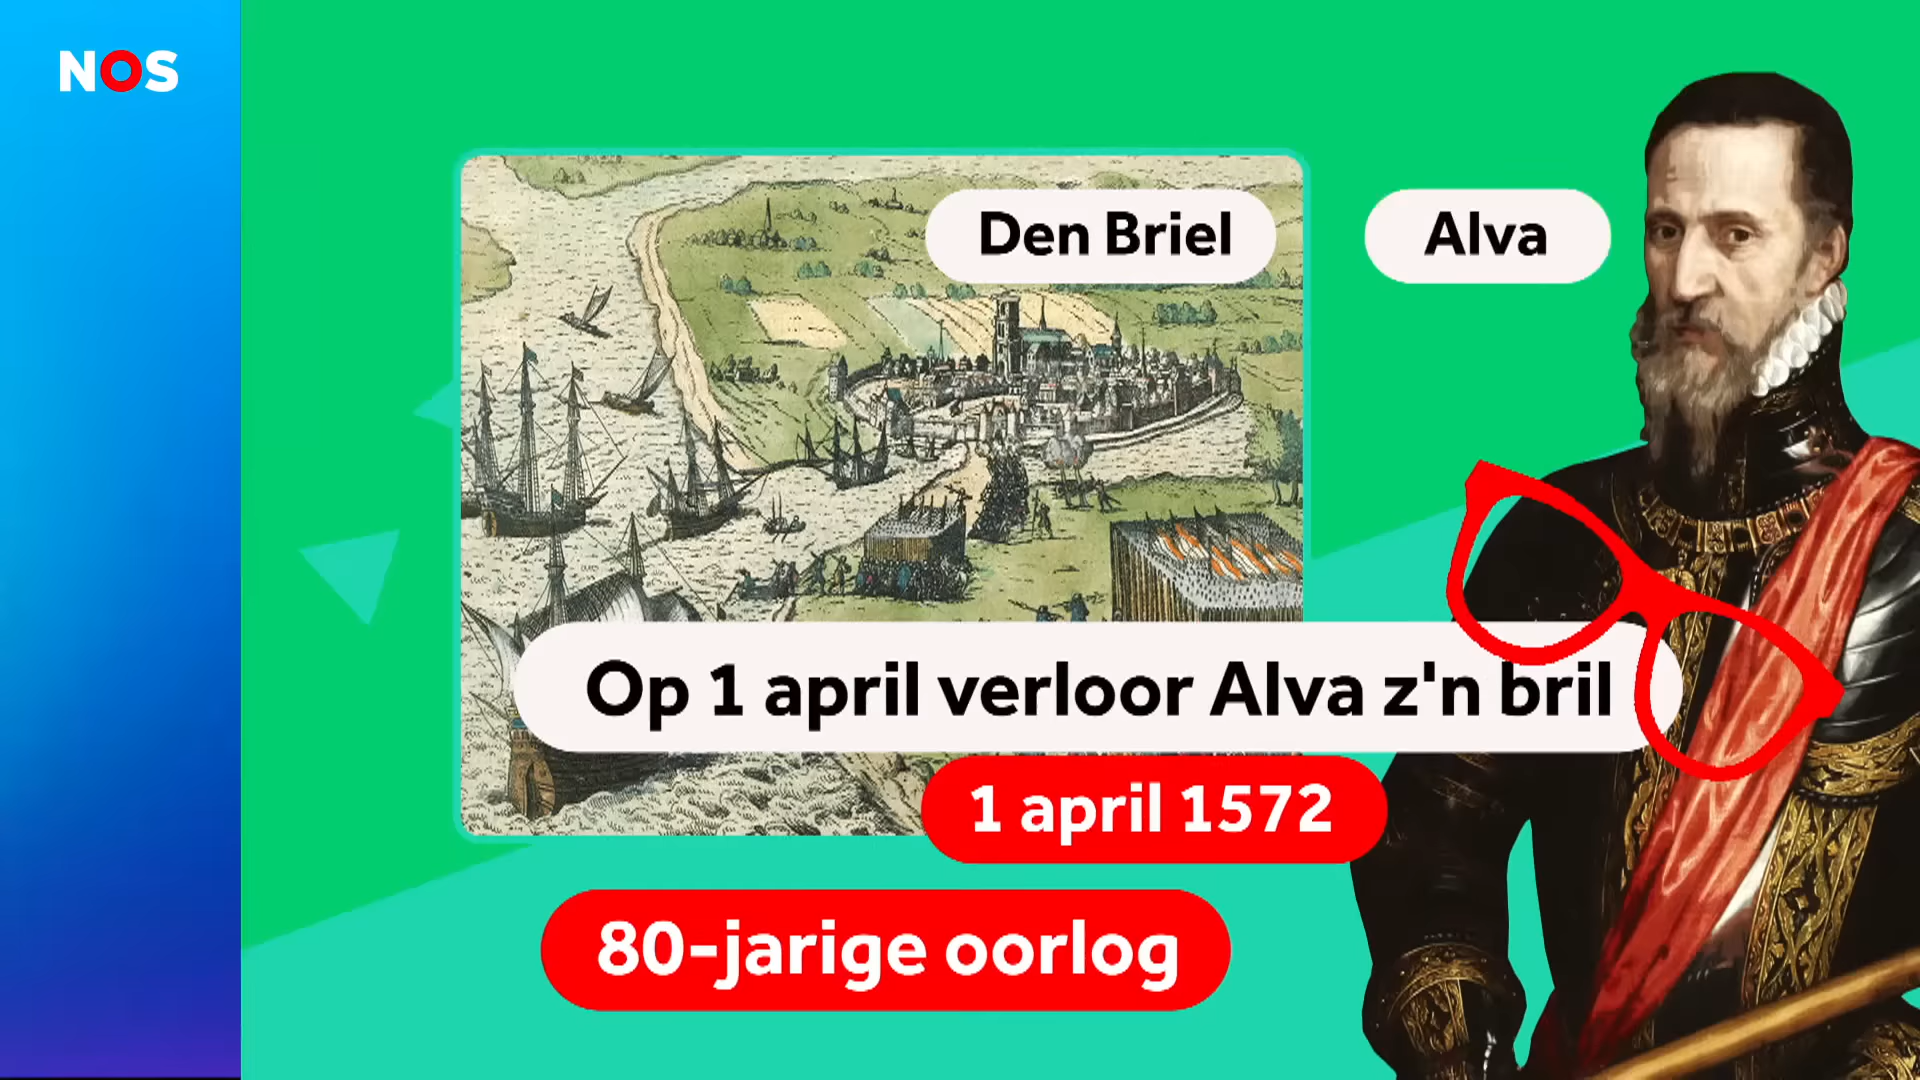 NOS
Den Briel
Alva
Op 1 april verloor Alva z'n bril
1 april 1572
80-jarige oorlog